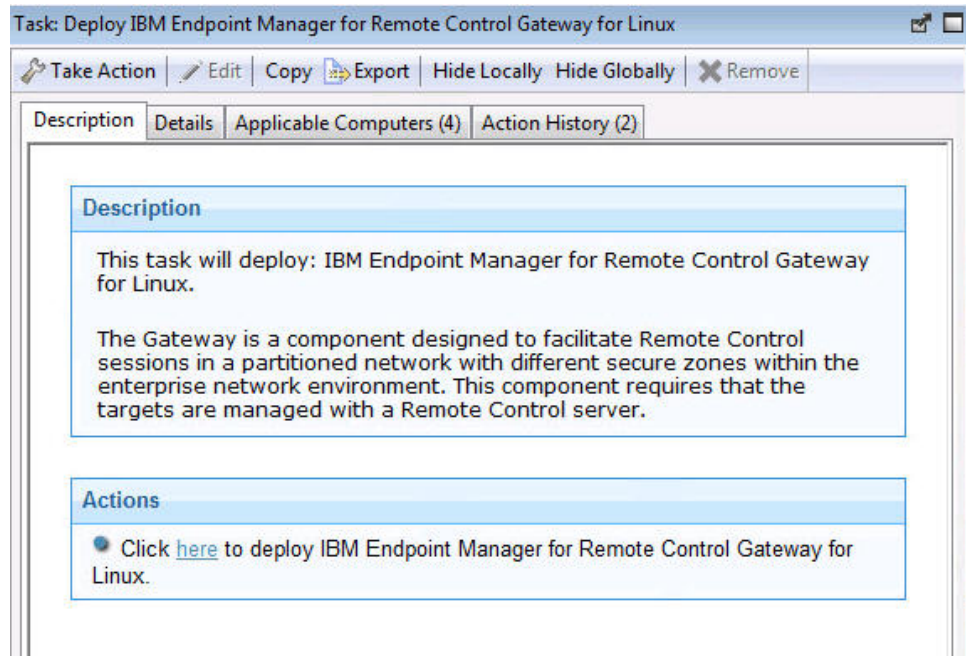 Task: Deploy IBM Endpoint Manager for Remote Control Gateway for Linux
Take Action Edit Copy Export Hide Locally Hide Globally Remove
Description Details Applicable Computers (4) Action History (2)
Description
This task will deploy: IBM Endpoint Manager for Remote Control Gateway
for Linux.
The Gateway is a component designed to facilitate Remote Control
sessions in a partitioned network with different secure zones within the
enterprise network environment. This component requires that the
targets are managed with a Remote Control server.
Actions
Click here to deploy IBM Endpoint Manager for Remote Control Gateway for
Linux.